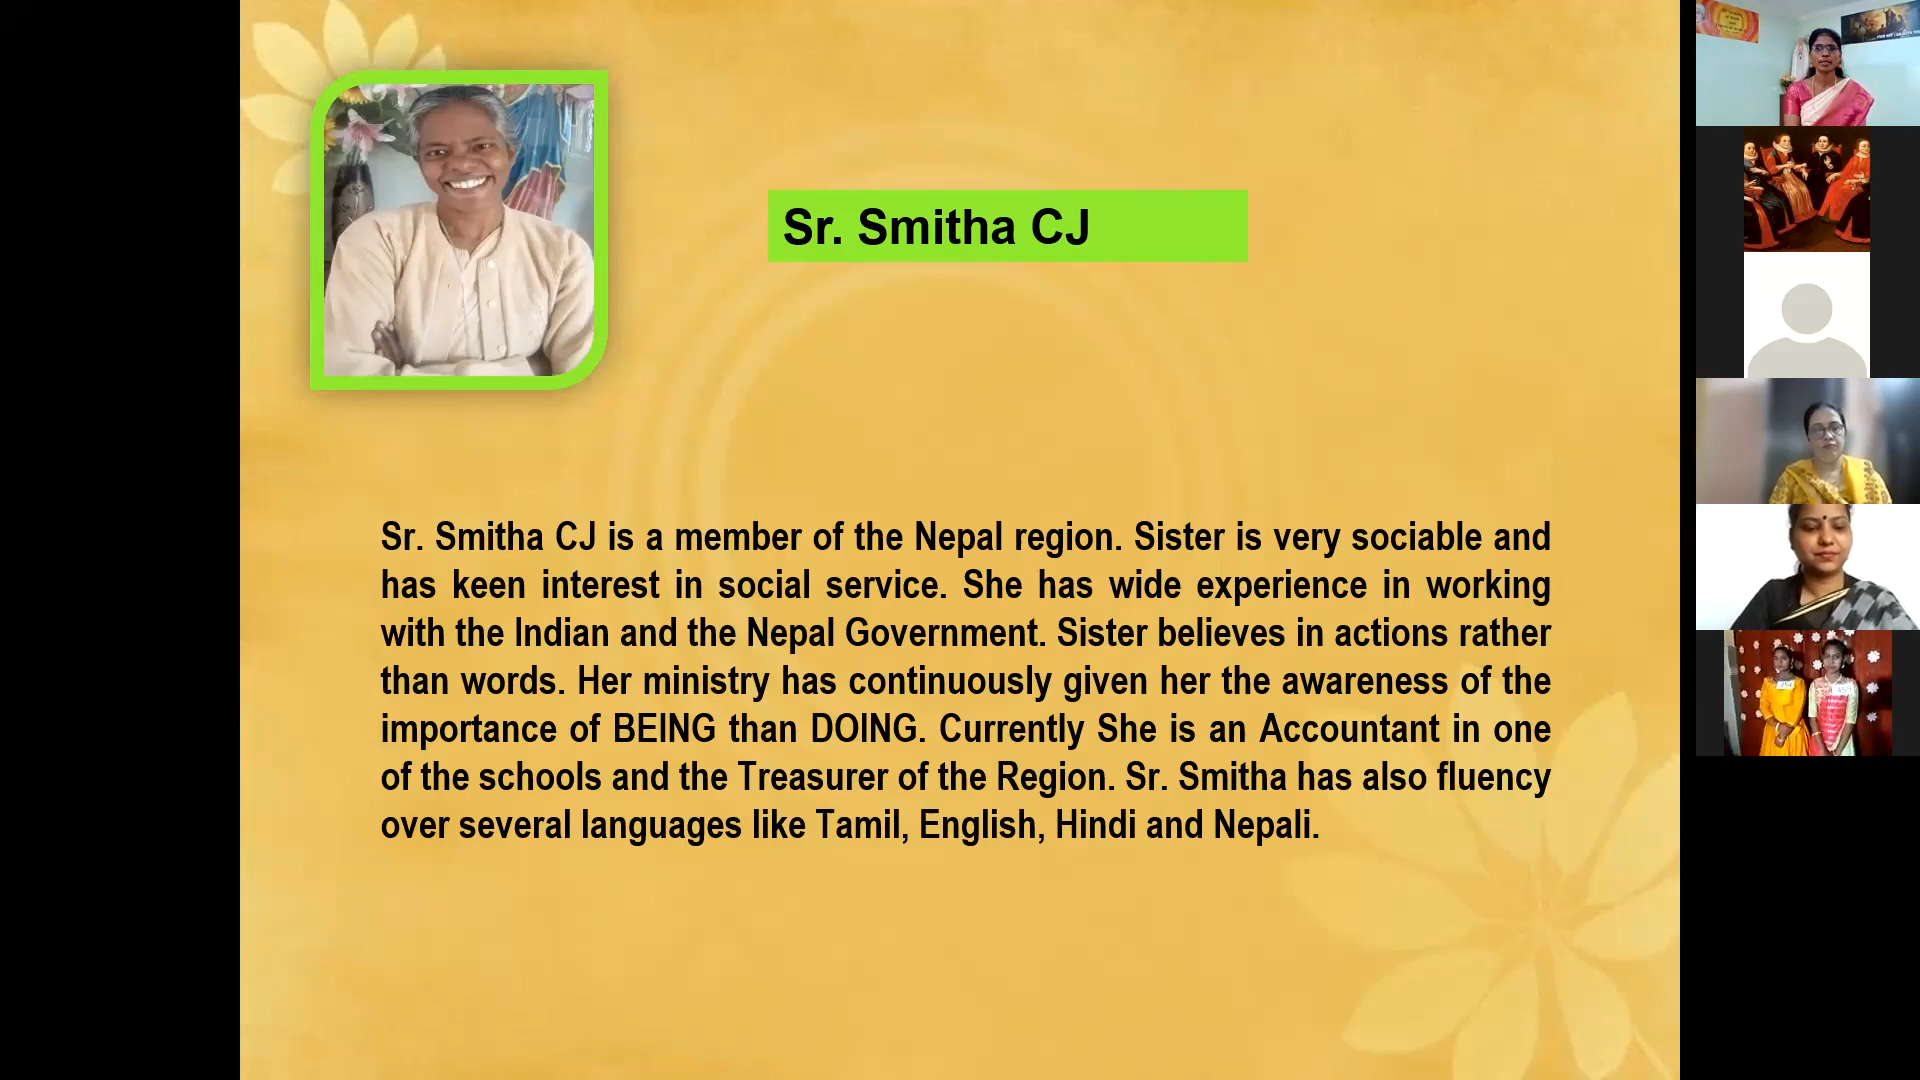 Sr. Smitha CJ
Sr. Smitha CJ is a member of the Nepal region. Sister is very sociable and
has keen interest in social service. She has wide experience in working
with the Indian and the Nepal Government. Sister believes in actions rather
than words. Her ministry has continuously given her the awareness of the
importance of BEING than DOING. Currently She is an Accountant in one
of the schools and the Treasurer of the Region. Sr. Smitha has also fluency
over several languages like Tamil, English, Hindi and Nepali.